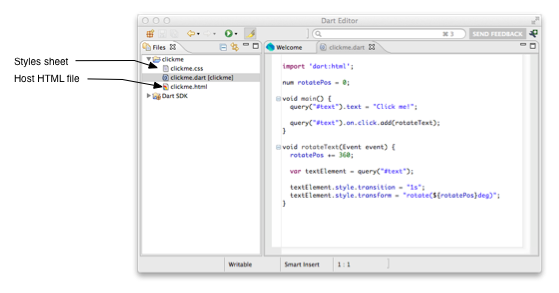 Dart Editor
⌘ 3
SEND FEEDBACK
Files
Welcome
clickme.dart
Styles sheet
Host HTML file
clickme
clickme.css
clickme.dart [clickme]
clickme.html
Dart SDK
import 'dart:html';
num rotatePos = 0;
void main() {
query("#text").text = "Click me!";
query("#text").on.click.add(rotateText);
}
void rotateText(Event event) {
rotatePos += 360;
var textElement = query("#text");
textElement.style.transition = "1s";
textElement.style.transform = "rotate(${rotatePos}deg)";
}
Writable
Smart Insert
1 : 1